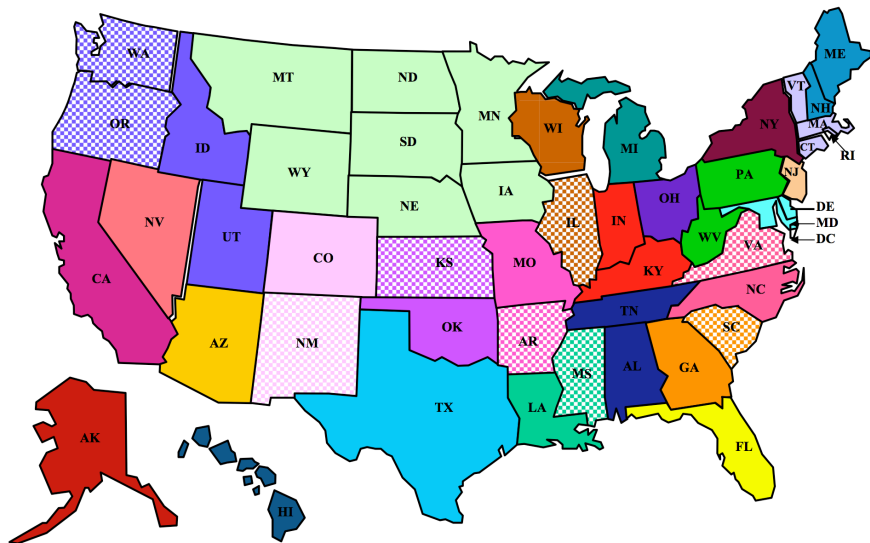 WA
MT
ND
MN
ME
VT
NH
OR
ID
SD
WI
NY
MA
MI
CT
RI
WY
IA
PA
NJ
NE
OH
DE
NV
UT
IL
IN
MD
WV
VA
DC
CO
KS
MO
KY
CA
NC
TN
OK
AR
SC
AZ
NM
MS
AL
GA
TX
LA
AK
FL
HI